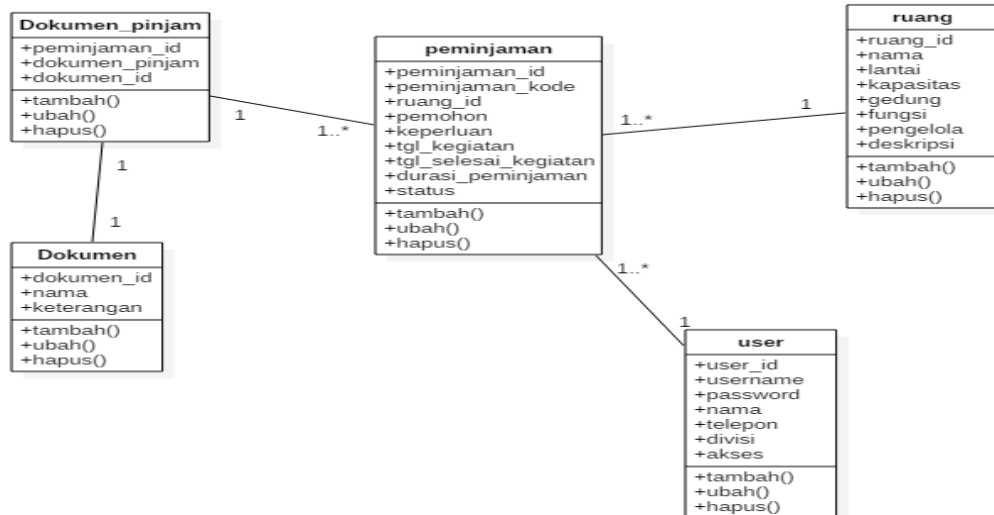 Dokumen_pinjam
+peminjaman_id
+dokumen_pinjam
+dokumen_id
+tambah()
+ubah()
+hapus()
1
1..*
1
1
Dokumen
+dokumen_id
+nama
+keterangan
+tambah()
+ubah()
+hapus()
peminjaman
+peminjaman_id
+peminjaman_kode
+ruang_id
+pemohon
+keperluan
+tgl_kegiatan
+tgl_selesai_kegiatan
+durasi_peminjaman
+status
+tambah()
+ubah()
+hapus()
1..*
1
ruang
+ruang_id
+nama
+lantai
+kapasitas
+gedung
+fungsi
+pengelola
+deskripsi
+tambah()
+ubah()
+hapus()
1..*
1
user
+user_id
+username
+password
+nama
+telepon
+divisi
+akses
+tambah()
+ubah()
+hapus()